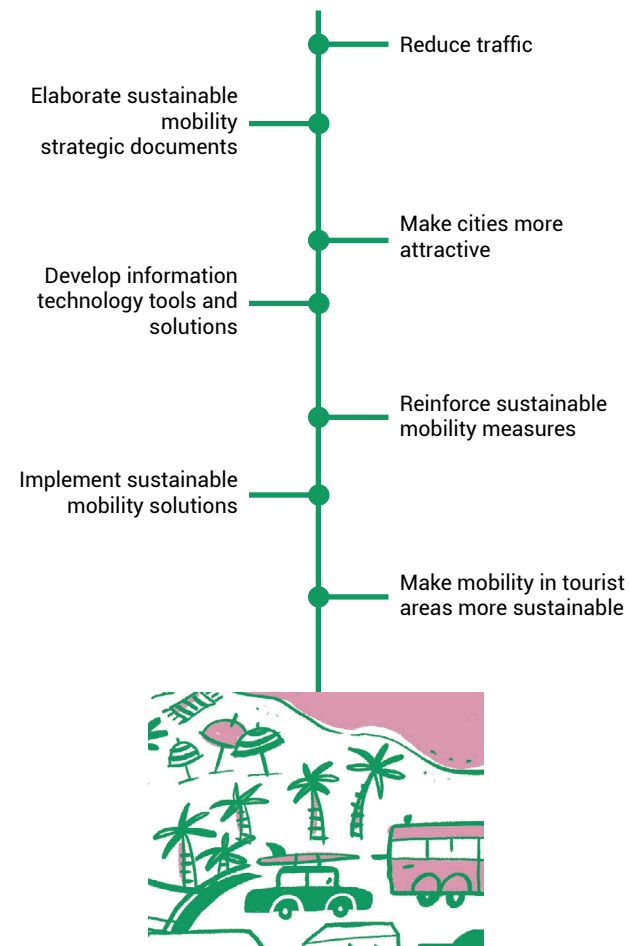 Reduce traffic
Elaborate sustainable
mobility
strategic documents
Make cities more
attractive
Develop information
technology tools and
solutions
Reinforce sustainable
mobility measures
Implement sustainable
mobility solutions
Make mobility in tourist
areas more sustainable